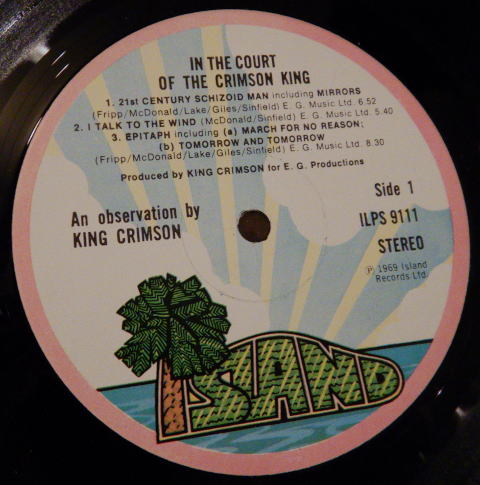 IN THE COURT
OF THE CRIMSON KING
1. 21st CENTURY SCHIZOID MAN including MIRRORS
(Fripp/McDonald/Lake/Giles/Sinfield) E. G. Music Ltd. 6.52
2. I TALK TO THE WIND (McDonald/Sinfield) E. G. Music Ltd. 5.40
3. EPITAPH including (a) MARCH FOR NO REASON;
(b) TOMORROW AND TOMORROW
(Fripp/McDonald/Lake/Giles/Sinfield) E. G. Music Ltd. 8.30
Produced by KING CRIMSON for E. G. Productions
Side 1
An observation by
KING CRIMSON
ILPS 9111
STEREO
℗ 1969 Island
Records Ltd.
ISLAND